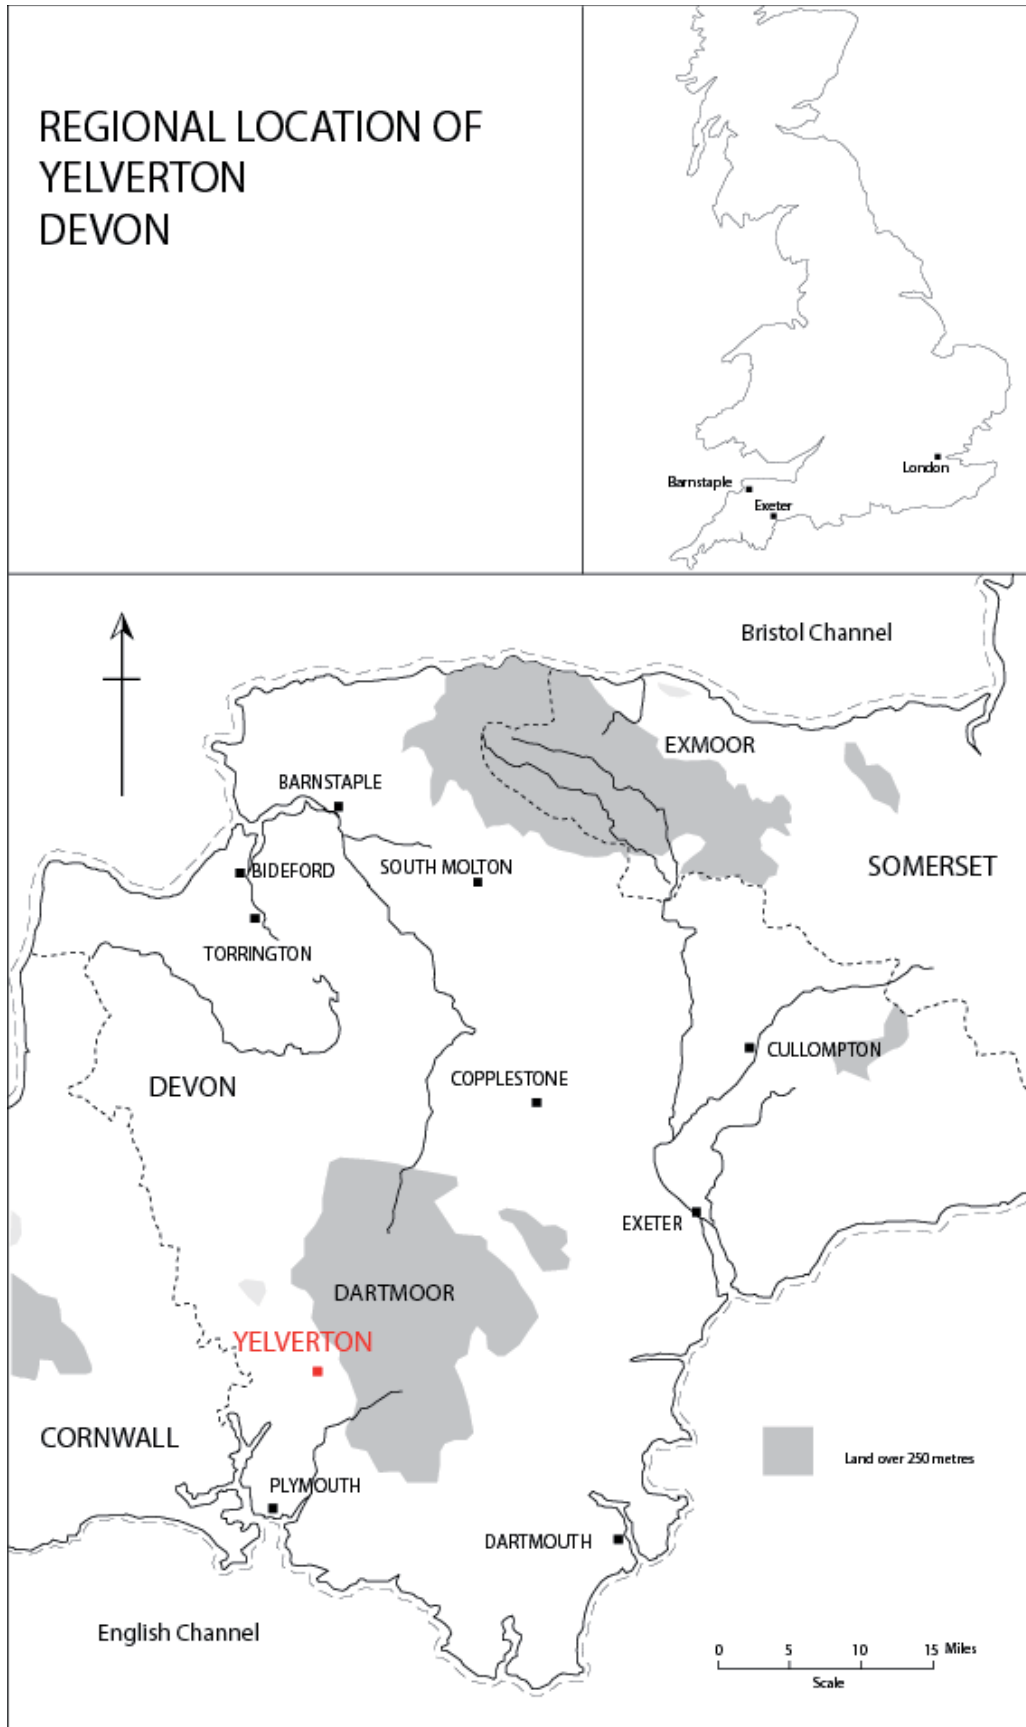 REGIONAL LOCATION OF
YELVERTON
DEVON
London
Barnstaple
Exeter
Bristol Channel
EXMOOR
BARNSTAPLE
SOUTH MOLTON
SOMERSET
BIDEFORD
TORRINGTON
CULLOMPTON
COPPLESTONE
DEVON
EXETER
DARTMOOR
YELVERTON
CORNWALL
Land over 250 metres
PLYMOUTH
DARTMOUTH
English Channel
0 5 10 15 Miles
Scale